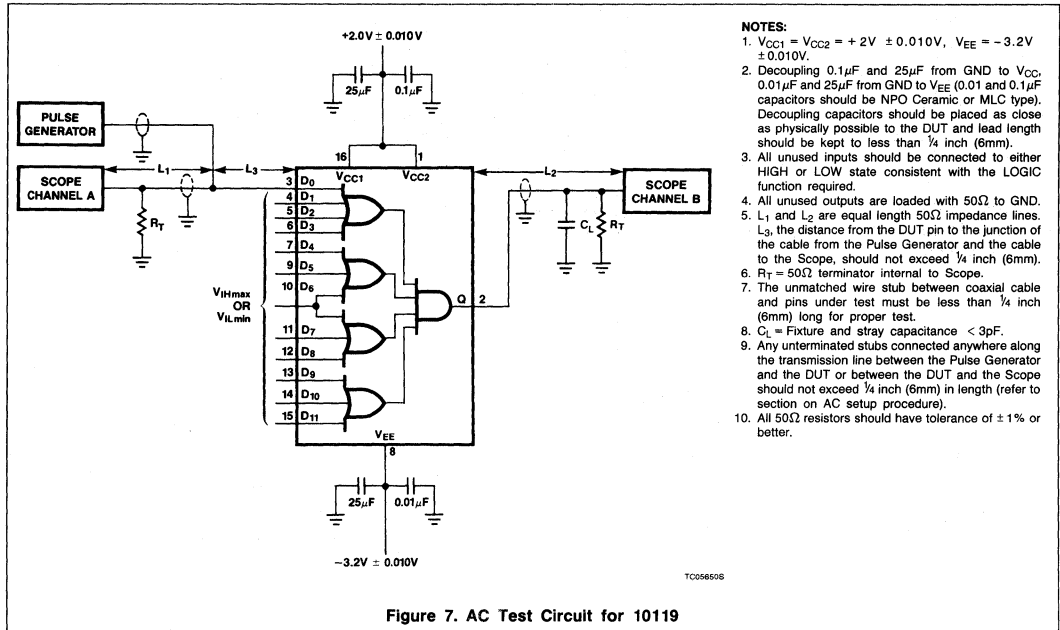 +2.0V ± 0.010V
25μF
0.1μF
PULSE
GENERATOR
L1
L3
SCOPE
CHANNEL A
RT
16
1
VCC1
VCC2
L2
SCOPE
CHANNEL B
CL
RT
3 D0
4 D1
5 D2
6 D3
7 D4
9 D5
10 D6
VIHmax
OR
VILmin
11 D7
12 D8
13 D9
14 D10
15 D11
Q 2
VEE
8
25μF
0.01μF
−3.2V ± 0.010V
TC05650S
NOTES:
1. VCC1 = VCC2 = + 2V ± 0.010V, VEE = − 3.2V
± 0.010V.
2. Decoupling 0.1μF and 25μF from GND to VCC,
0.01μF and 25μF from GND to VEE (0.01 and 0.1μF
capacitors should be NPO Ceramic or MLC type).
Decoupling capacitors should be placed as close
as physically possible to the DUT and lead length
should be kept to less than 1/4 inch (6mm).
3. All unused inputs should be connected to either
HIGH or LOW state consistent with the LOGIC
function required.
4. All unused outputs are loaded with 50Ω to GND.
5. L1 and L2 are equal length 50Ω impedance lines.
L3, the distance from the DUT pin to the junction of
the cable from the Pulse Generator and the cable
to the Scope, should not exceed 1/4 inch (6mm).
6. RT = 50Ω terminator internal to Scope.
7. The unmatched wire stub between coaxial cable
and pins under test must be less than 1/4 inch
(6mm) long for proper test.
8. CL = Fixture and stray capacitance < 3pF.
9. Any unterminated stubs connected anywhere along
the transmission line between the Pulse Generator
and the DUT or between the DUT and the Scope
should not exceed 1/4 inch (6mm) in length (refer to
section on AC setup procedure).
10. All 50Ω resistors should have tolerance of ± 1% or
better.
Figure 7. AC Test Circuit for 10119